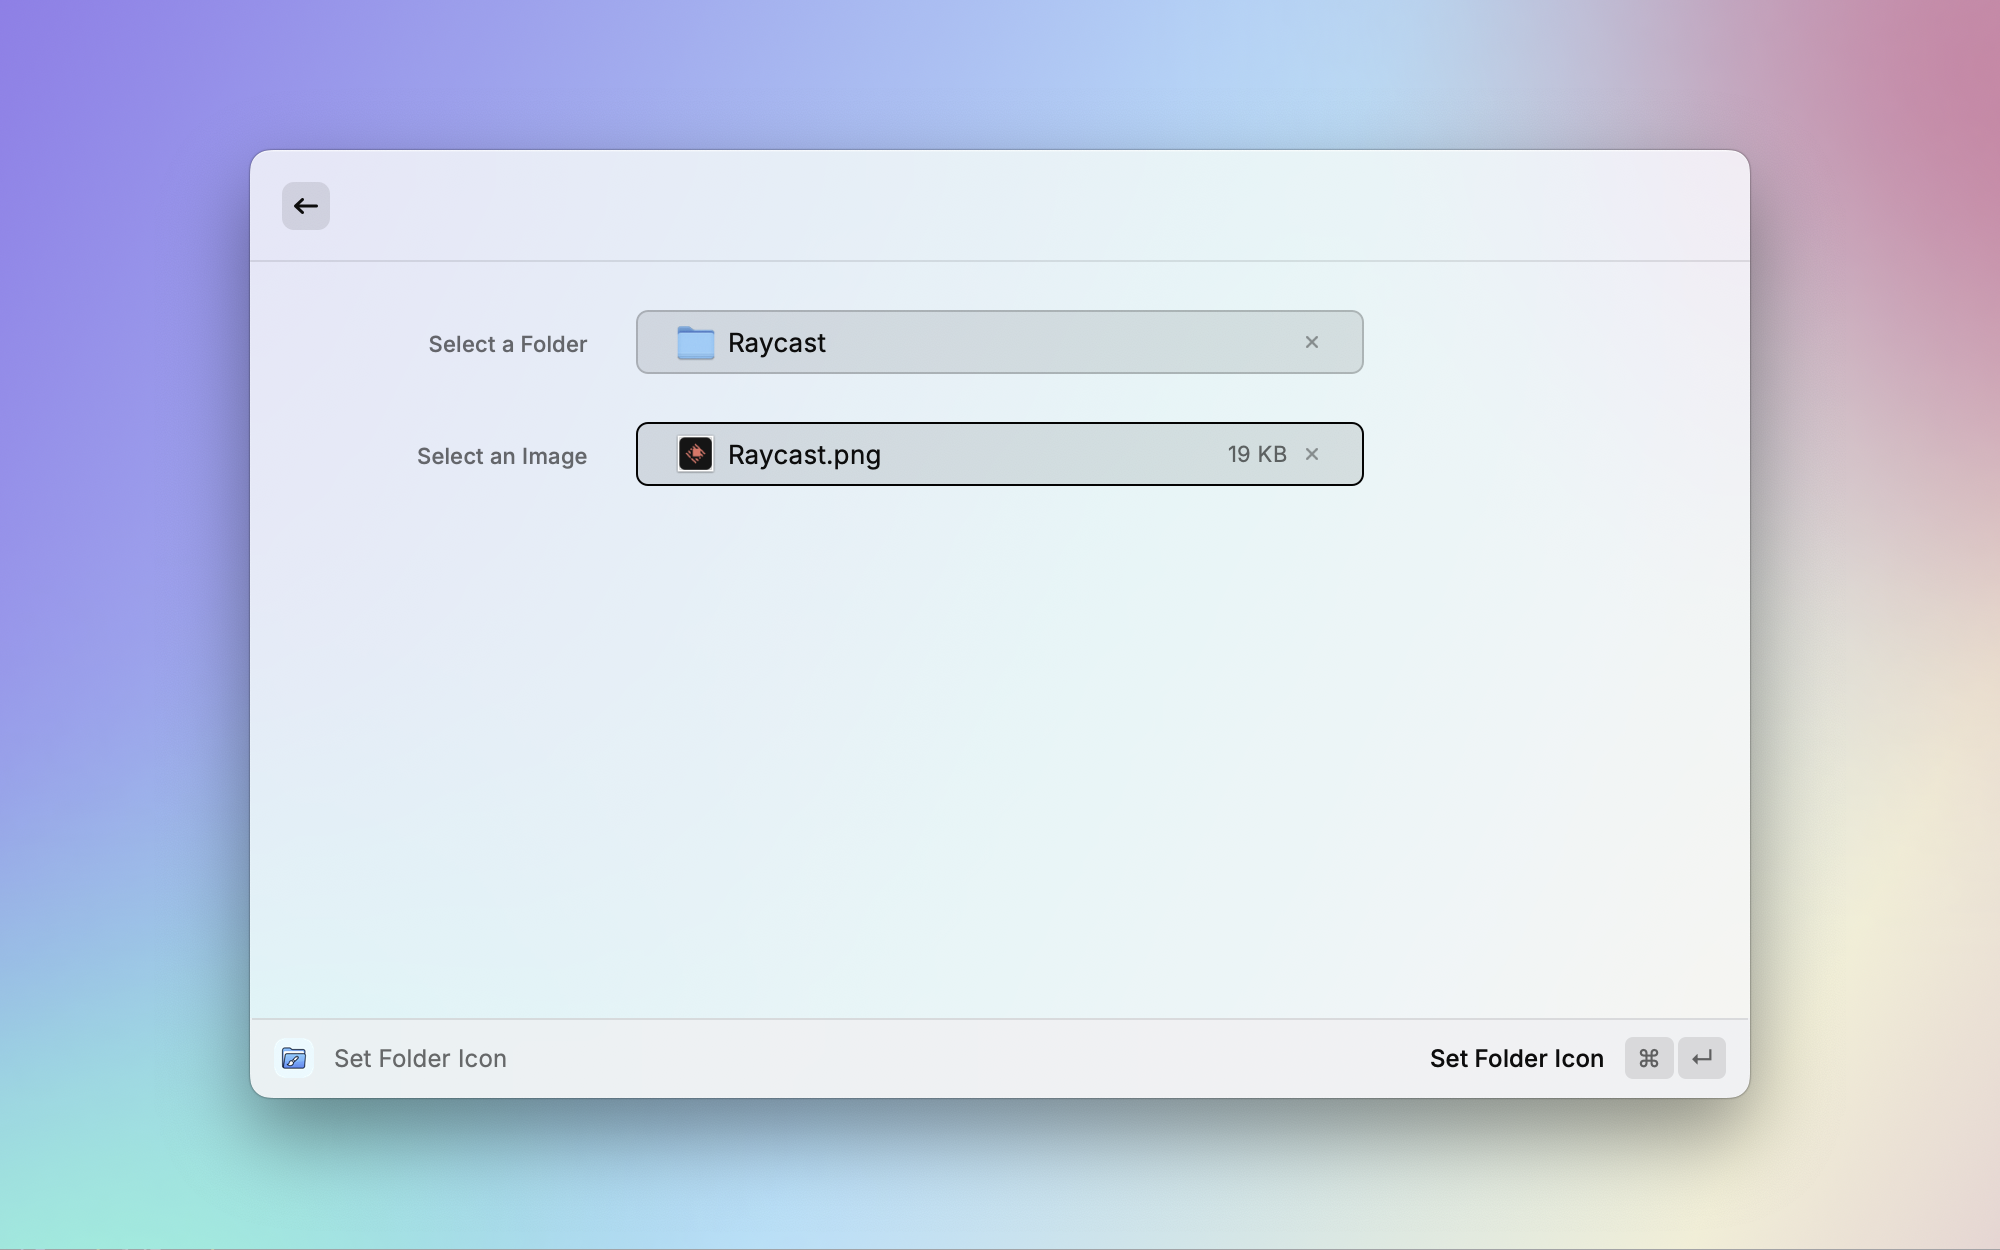 Select a Folder Raycast
Select an Image Raycast.png 19 KB
Set Folder Icon Set Folder Icon ⌘ ↵